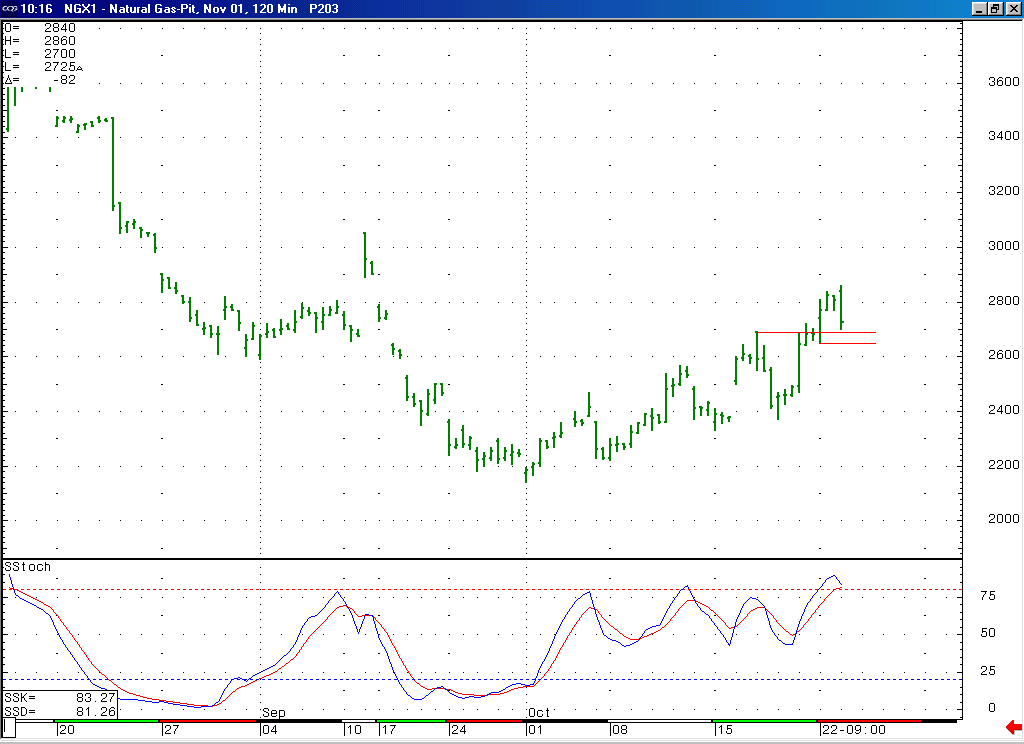 10:16 NGX1 - Natural Gas-Pit, Nov 01, 120 Min P203
O= 2840
H= 2860
L= 2700
L= 2725△
△= -82
3600
3400
3200
3000
2800
2600
2400
2200
2000
SStoch
75
50
25
0
SSK= 83.27
SSD= 81.26
Sep
Oct
20
27
04
10
17
24
01
08
15
22-09:00